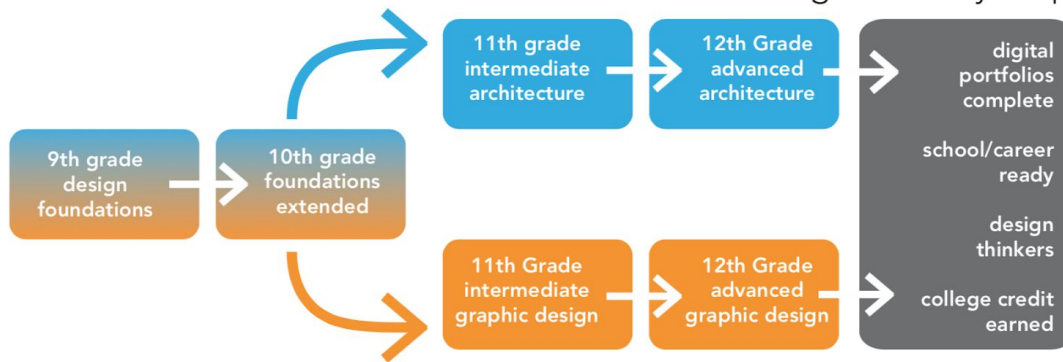 9th grade
design
foundations
10th grade
foundations
extended
11th grade
intermediate
architecture
12th Grade
advanced
architecture
11th Grade
intermediate
graphic design
12th Grade
advanced
graphic design
digital
portfolios
complete
school/career
ready
design
thinkers
college credit
earned